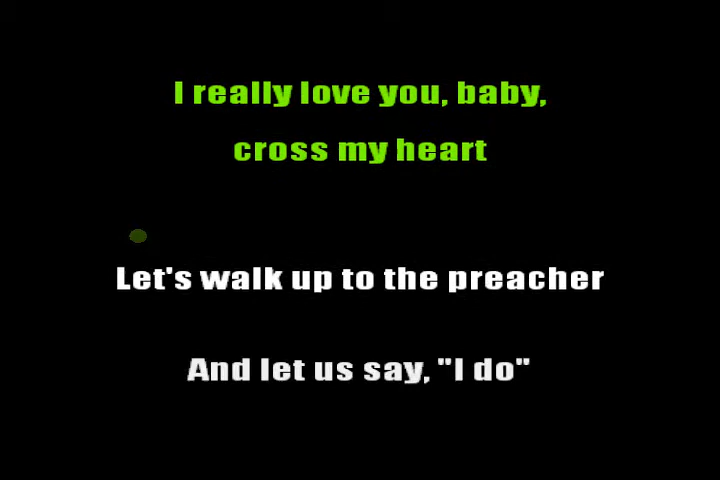 I really love you, baby,
cross my heart
Let's walk up to the preacher
And let us say, "I do"